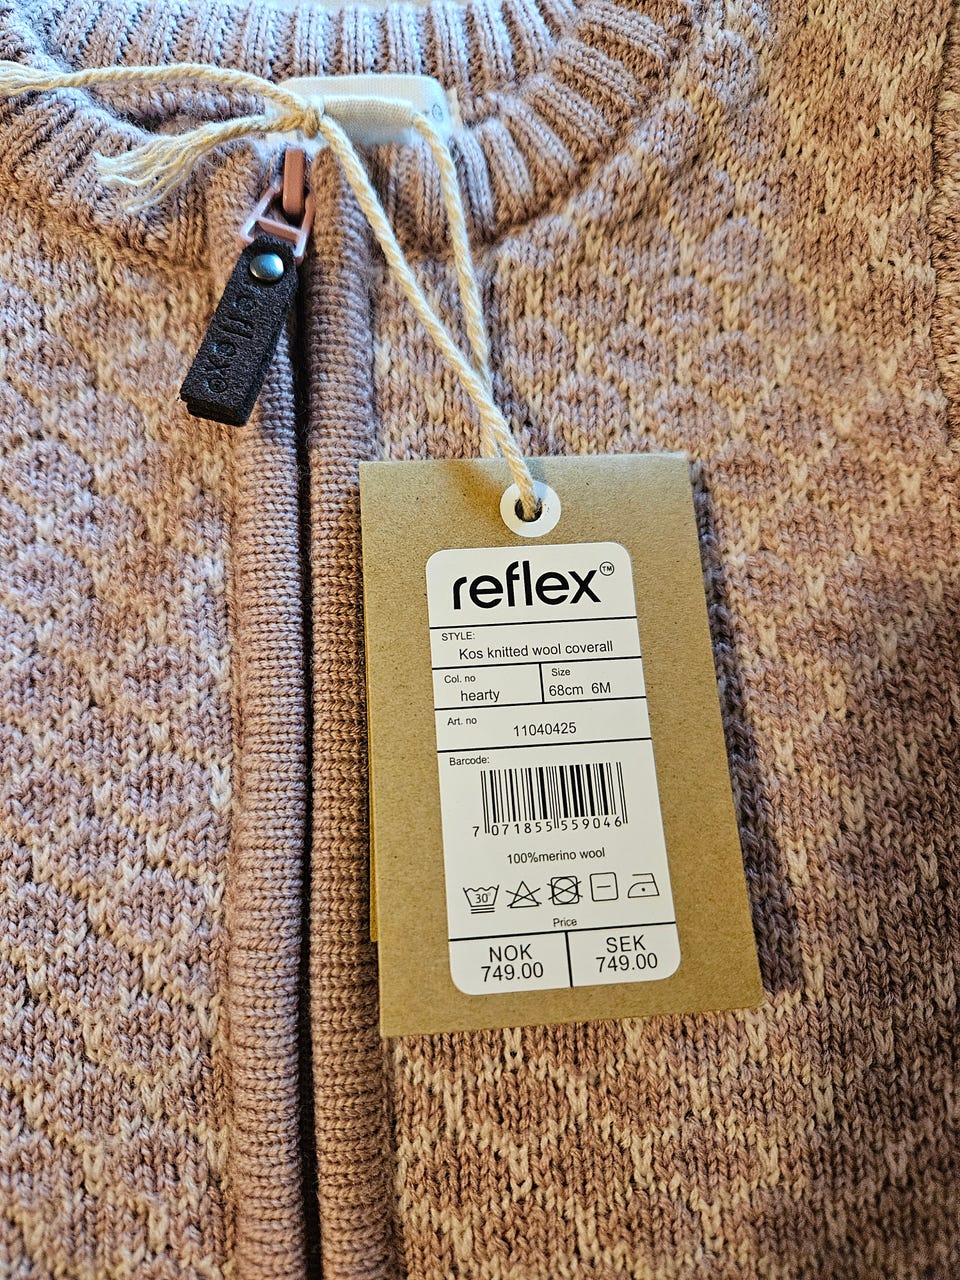 reflex
reflex™
STYLE:
Kos knitted wool coverall
Col. no
hearty
Size
68cm 6M
Art. no
11040425
Barcode:
7 071855 559046
100%merino wool
30
Price
NOK
749.00
SEK
749.00